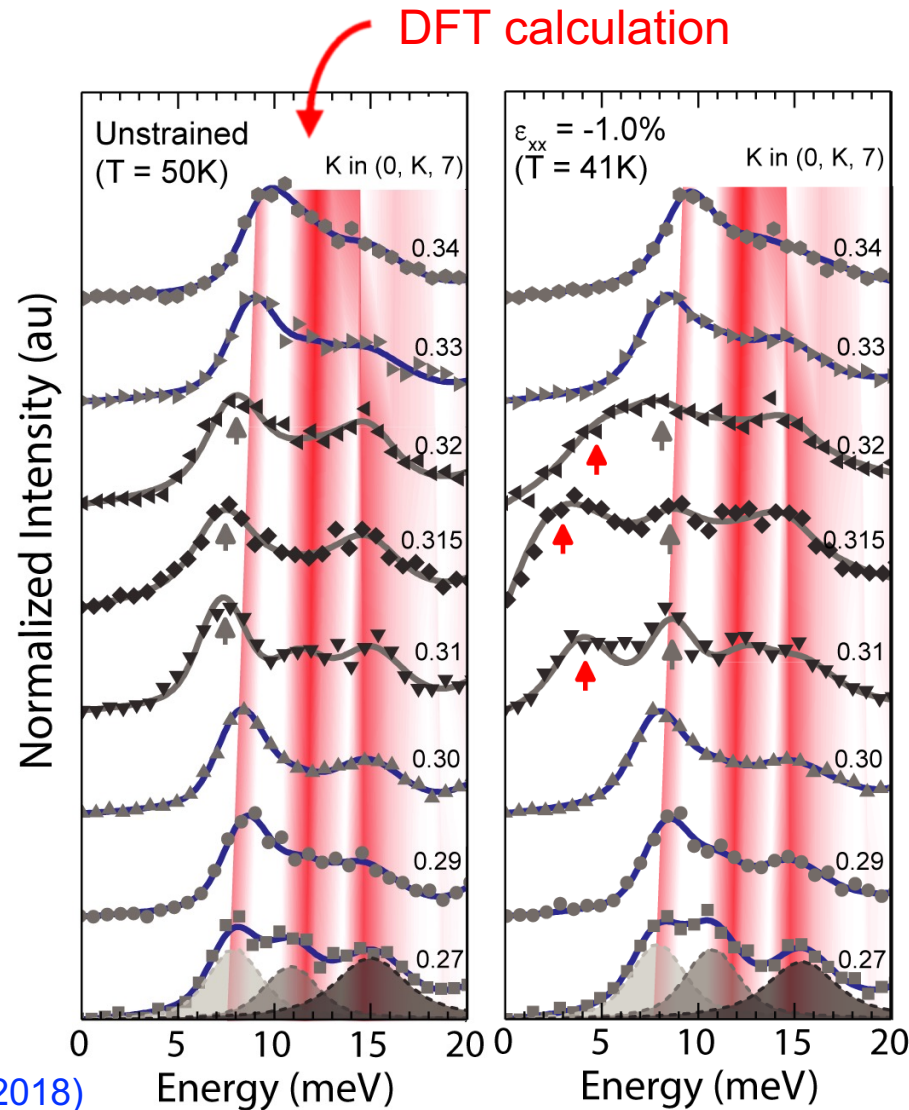 DFT calculation
Unstrained
(T = 50K)
K in (0, K, 7)
0.34
0.33
0.32
0.315
0.31
0.30
0.29
0.27
0 5 10 15 20
Energy (meV)
Normalized Intensity (au)
εxx = -1.0%
(T = 41K)
K in (0, K, 7)
0.34
0.33
0.32
0.315
0.31
0.30
0.29
0.27
0 5 10 15 20
Energy (meV)
2018)